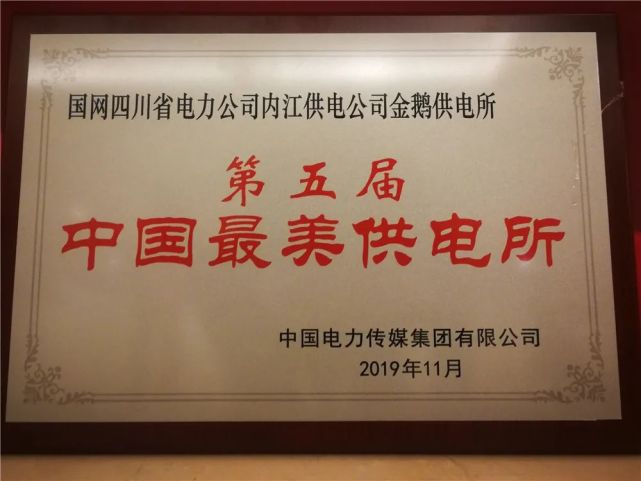 国网四川省电力公司内江供电公司金鹅供电所
第五届
中国最美供电所
中国电力传媒集团有限公司
2019年11月